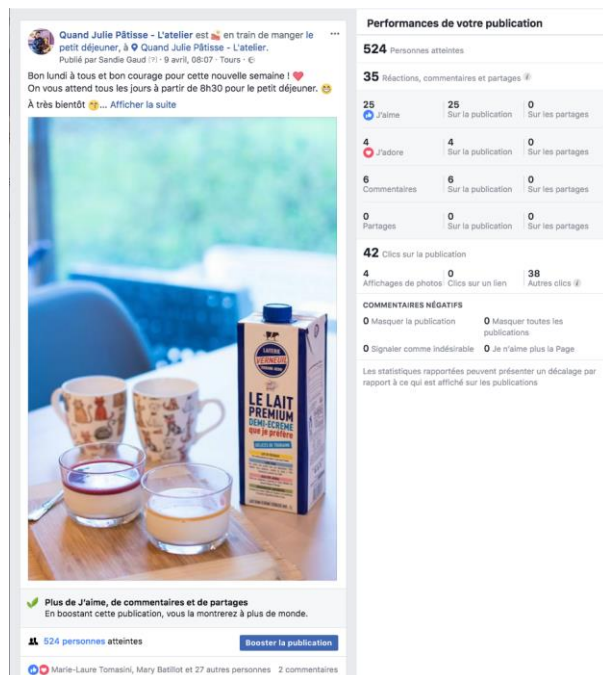 Quand Julie Pâtisse - L'atelier est en train de manger le
petit déjeuner, à Quand Julie Pâtisse - L'atelier.
Publié par Sandie Gaud (?) · 9 avril, 08:07 · Tours ·
Bon lundi à tous et bon courage pour cette nouvelle semaine !
On vous attend tous les jours à partir de 8h30 pour le petit déjeuner.
À très bientôt ... Afficher la suite
LAITERIE
VERNEUIL
LE LAIT
PREMIUM
DEMI-ÉCRÉMÉ
que je préfère
Plus de J'aime, de commentaires et de partages
En boostant cette publication, vous la montrerez à plus de monde.
524 personnes atteintes
Booster la publication
Marie-Laure Tomasini, Mary Batillot et 27 autres personnes 2 commentaires
Performances de votre publication
524 Personnes atteintes
35 Réactions, commentaires et partages
25 25 0
J'aime Sur la publication Sur les partages
4 4 0
J'adore Sur la publication Sur les partages
6 6 0
Commentaires Sur la publication Sur les partages
0 0 0
Partages Sur la publication Sur les partages
42 Clics sur la publication
4 0 38
Affichages de photos Clics sur un lien Autres clics
COMMENTAIRES NÉGATIFS
0 Masquer la publication 0 Masquer toutes les
publications
0 Signaler comme indésirable 0 Je n'aime plus la Page
Les statistiques rapportées peuvent présenter un décalage par
rapport à ce qui est affiché sur les publications